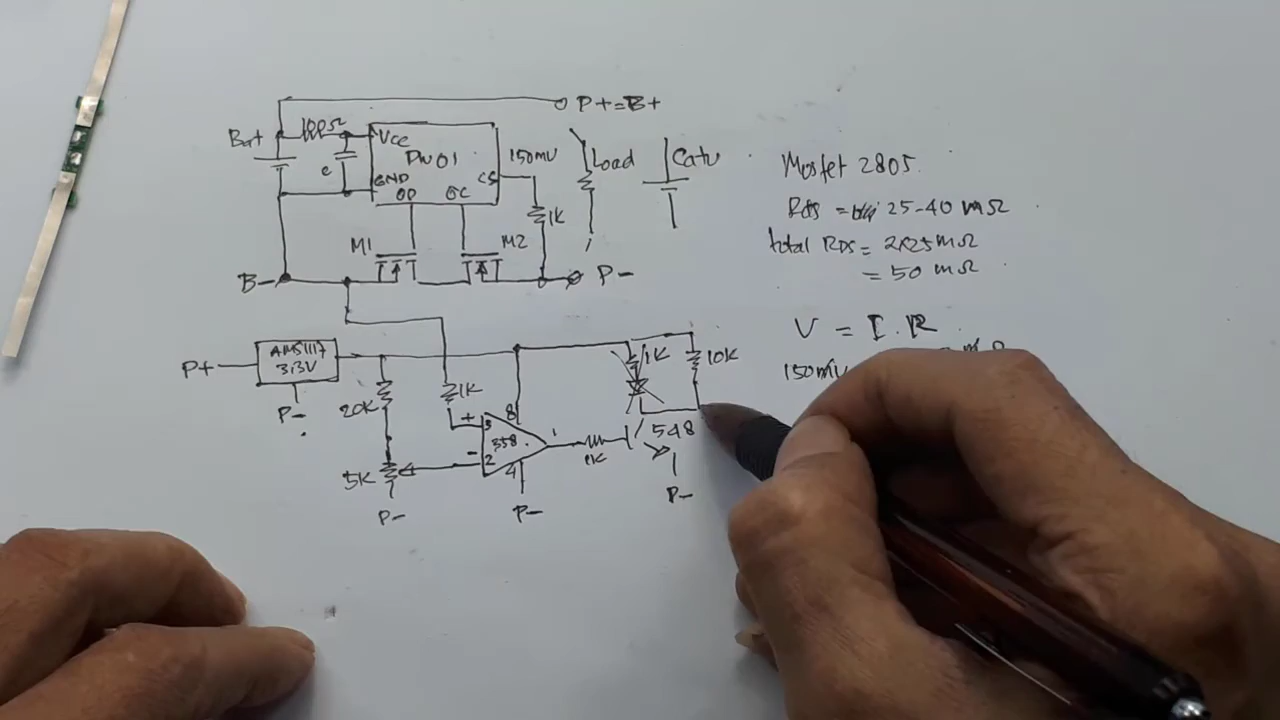 P+=B+
Bat 100Ω
Vcc
DW01 150mV Load Catu
c GND OD OC CS
1K
M1 M2
B- P-
Mosfet 2805.
Rds = 25-40 mΩ
total RDS = 2x25mΩ
= 50 mΩ
V = I.R
150mV
P+ AMS1117
3.3V
P-
20K 1K 1K 10K
+ 3 8
358 1
- 2 4
1K 548
5K
P- P- P-